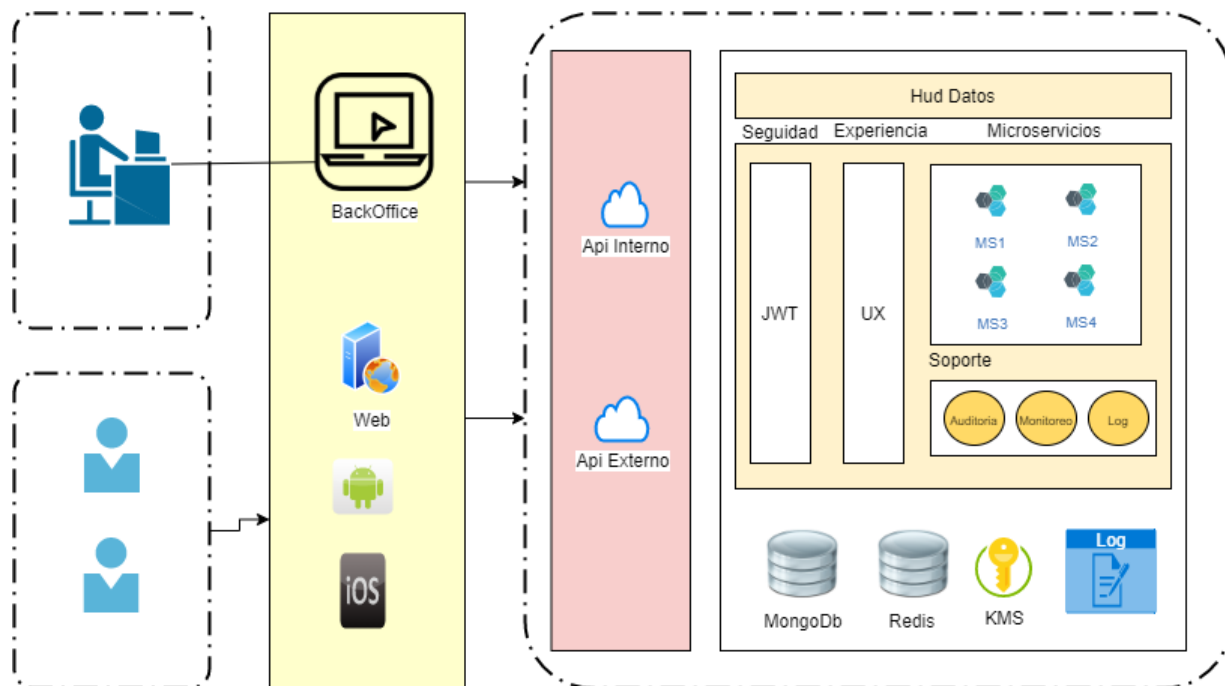 BackOffice
Web
iOS
Api Interno
Api Externo
Hud Datos
Seguidad
Experiencia
Microservicios
JWT
UX
MS1
MS2
MS3
MS4
Soporte
Auditoria
Monitoreo
Log
MongoDb
Redis
KMS
Log